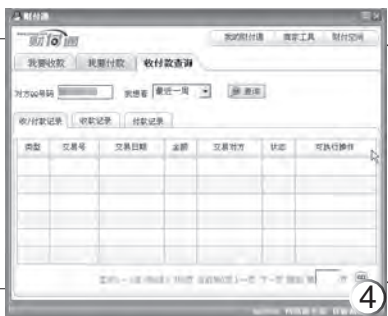 财付通
财付通 我的财付通 商家工具 财付空间
我要收款 我要付款 收付款查询
对方QQ号码 我想看 最近一周 查询
收/付款记录 收款记录 付款记录
类型 交易号 交易日期 金额 交易对方 状态 可执行操作
4